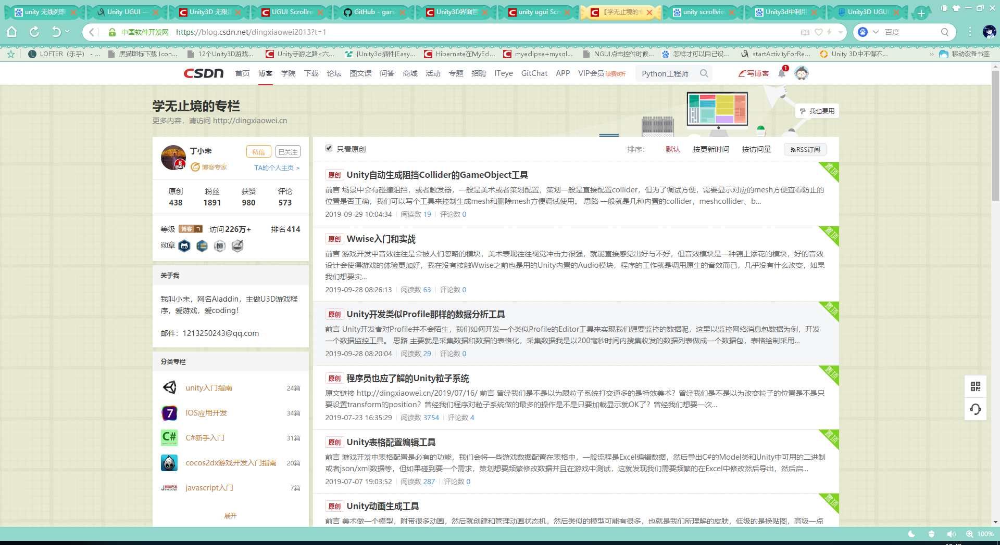 unity 无线列表
Unity UGUI —
Unity3D 无限
UGUI Scrollre
GitHub - gars
Unity3D界面管
unity ugui Scr
【学无止境的专
unity scrollview
Unity3d中利用
Unity3D UGUI
中国软件开发网 https://blog.csdn.net/dingxiaowei2013?t=1
百度
LOFTER（乐乎） - ...
黑猫图标下载 Icon...
12个Unity3D游戏...
Unity手游之路<六...
[Unity3d插件]Easy...
Hibernate在MyEcl...
myeclipse+mysql...
NGUI点击控件时候...
怎样才可以自己设...
startActivityForRe...
Unity 3D中不得不...
移动设备书签
CSDN 首页 博客 学院 下载 论坛 图文课 问答 商城 活动 专题 招聘 ITeye GitChat APP VIP会员 续费8折 Python工程师 写博客 1
学无止境的专栏
更多内容，请访问 http://dingxiaowei.cn
我也要用
丁小未 私信 已关注
8
博客专家 TA的个人主页 >
原创 粉丝 获赞 评论
438 1891 980 573
等级 博客 7 访问 226万+ 排名 414
勋章 恒
关于我
我叫小未，网名Aladdin，主做U3D游戏程
序，爱游戏，爱coding！
邮件：1213250243@qq.com
分类专栏
unity入门指南 24篇
7 IOS应用开发 34篇
C# C#新手入门 31篇
cocos2dx游戏开发入门指南 20篇
javascript入门 7篇
展开
只看原创 排序： 默认 按更新时间 按访问量 RSS订阅
置顶
原创 Unity自动生成阻挡Collider的GameObject工具
前言 场景中会有碰撞阻挡，或者触发器，一般是美术或者策划配置，策划一般是直接配置collider，但为了调试方便，需要显示对应的mesh方便查看防止的
位置是否正确，我们可以写个工具来控制生成mesh和删除mesh方便调试使用。 思路 一般就是几种内置的collider，meshcollider、b...
2019-09-29 10:04:34 阅读数 19 评论数 0
置顶
原创 Wwise入门和实战
前言 游戏开发中音效往往是会被人们忽略的模块，美术表现往往视觉冲击力很强，就能直接感觉出好与不好，但音效模块是一种锦上添花的模块，好的音效
设计会使得游戏的体验更加好，我在没有接触Wwise之前也是用的Unity内置的Audio模块，程序的工作就是调用原生的音效而已，几乎没有什么改变，如果
我们想要实...
2019-09-28 08:26:13 阅读数 63 评论数 0
置顶
原创 Unity开发类似Profile那样的数据分析工具
前言 Unity开发者对Profile并不会陌生，我们如何开发一个类似Profile的Editor工具来实现我们想要监控的数据呢，这里以监控网络消息包数据为例，开发
一个数据监控工具。 思路 主要就是采集数据和数据的表格化，采集数据我是以200毫秒时间内搜集收发的数据列表做成一个数据包，表格绘制采用...
2019-09-28 08:20:04 阅读数 29 评论数 0
置顶
原创 程序员也应了解的Unity粒子系统
原文链接 http://dingxiaowei.cn/2019/07/16/ 前言 曾经我们是不是以为跟粒子系统打交道多的是特效美术？曾经我们是不是以为改变粒子的位置是不是只
要设置transform的position？曾经我们程序对粒子系统做的最多的操作是不是只要加载显示就OK了？曾经我们想要一次...
2019-07-23 16:35:29 阅读数 3754 评论数 4
置顶
原创 Unity表格配置编辑工具
前言 游戏开发中表格配置是必有的功能，我们会将一些游戏数据配置在表格中，一般流程是Excel编辑数据，然后导出C#的Model类和Unity中可用的二进制
或者json/xml数据等，但如果碰到要一个需求，策划想要频繁修改数据并且在游戏中测试，这就发现我们需要频繁的在Excel中修改然后导出，然后启...
2019-07-07 19:03:52 阅读数 287 评论数 0
置顶
原创 Unity动画生成工具
前言 美术做一个模型，附带很多动画，然后就创建和管理动画状态机，然后类似的模型可能有很多，也就是我们所理解的皮肤，低级的是换贴图，高级一点
100%